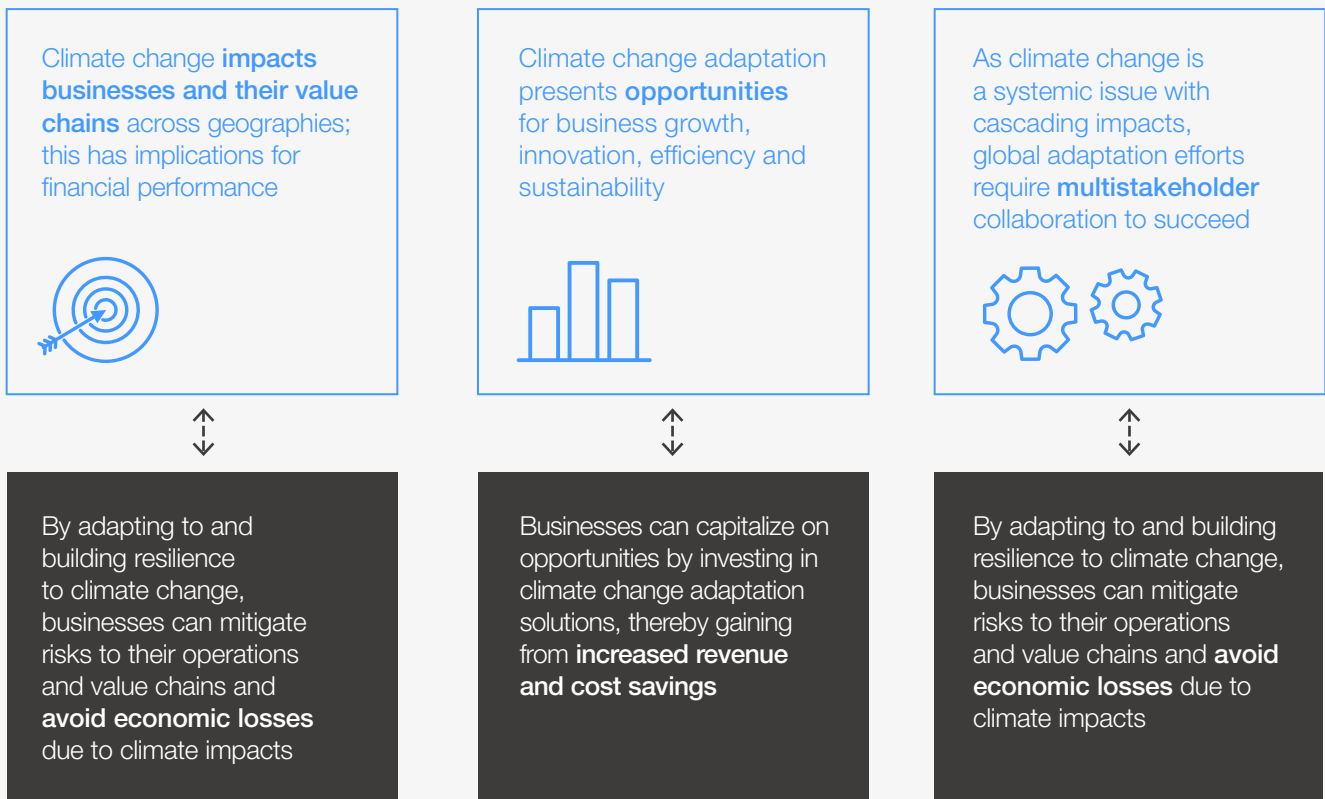 Climate change impacts
businesses and their value
chains across geographies;
this has implications for
financial performance
Climate change adaptation
presents opportunities
for business growth,
innovation, efficiency and
sustainability
As climate change is
a systemic issue with
cascading impacts,
global adaptation efforts
require multistakeholder
collaboration to succeed
By adapting to and
building resilience
to climate change,
businesses can mitigate
risks to their operations
and value chains and
avoid economic losses
due to climate impacts
Businesses can capitalize on
opportunities by investing in
climate change adaptation
solutions, thereby gaining
from increased revenue
and cost savings
By adapting to and building
resilience to climate change,
businesses can mitigate
risks to their operations
and value chains and avoid
economic losses due to
climate impacts